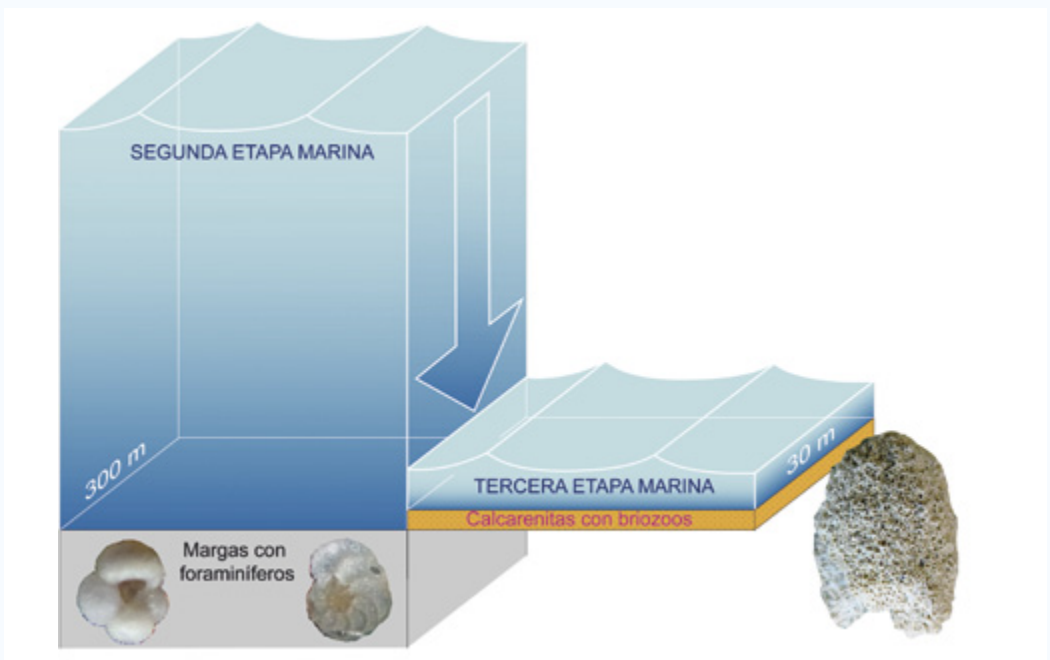 SEGUNDA ETAPA MARINA
300 m
TERCERA ETAPA MARINA
30 m
Calcarenitas con briozoos
Margas con
foraminíferos